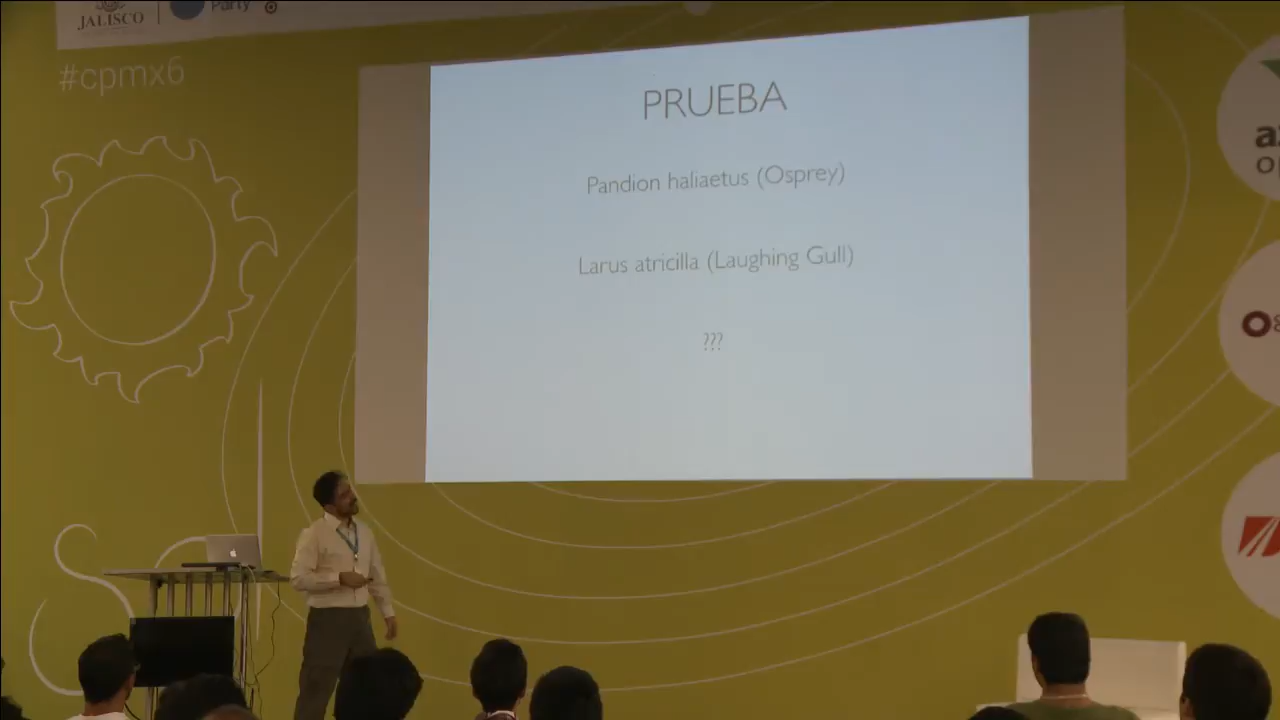 JALISCO
Party
#cpmx6
PRUEBA
Pandion haliaetus (Osprey)
Larus atricilla (Laughing Gull)
???